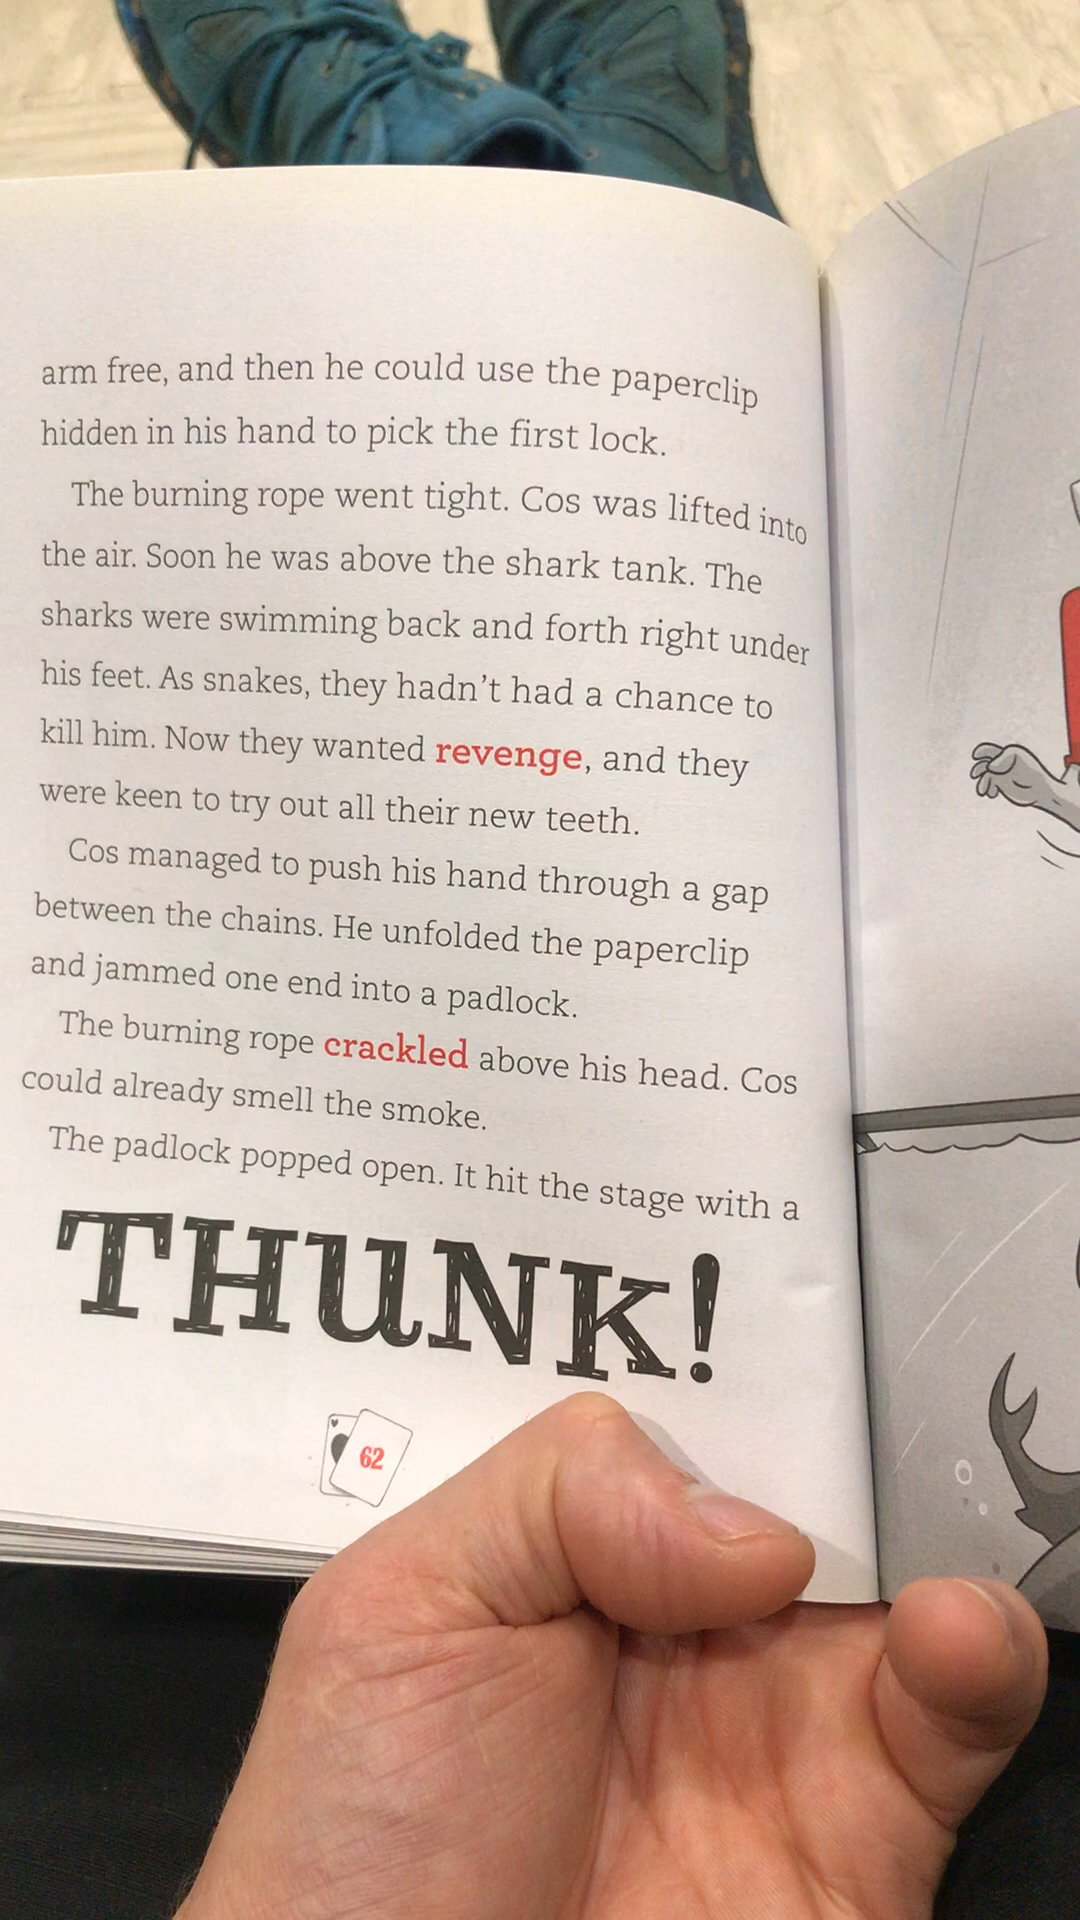 arm free, and then he could use the paperclip
hidden in his hand to pick the first lock.
The burning rope went tight. Cos was lifted into
the air. Soon he was above the shark tank. The
sharks were swimming back and forth right under
his feet. As snakes, they hadn't had a chance to
kill him. Now they wanted revenge, and they
were keen to try out all their new teeth.
Cos managed to push his hand through a gap
between the chains. He unfolded the paperclip
and jammed one end into a padlock.
The burning rope crackled above his head. Cos
could already smell the smoke.
The padlock popped open. It hit the stage with a
THUNK!
62